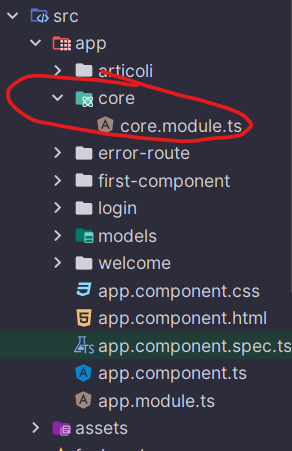 src
app
articoli
core
core.module.ts
error-route
first-component
login
models
welcome
app.component.css
app.component.html
app.component.spec.ts
app.component.ts
app.module.ts
assets